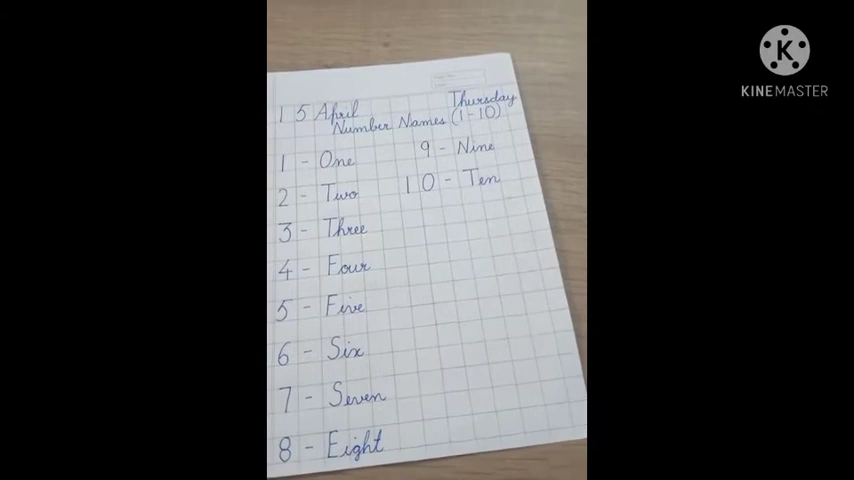 15 April Thursday
Number Names (1-10)
1 - One
2 - Two
3 - Three
4 - Four
5 - Five
6 - Six
7 - Seven
8 - Eight
9 - Nine
10 - Ten
K
KINEMASTER